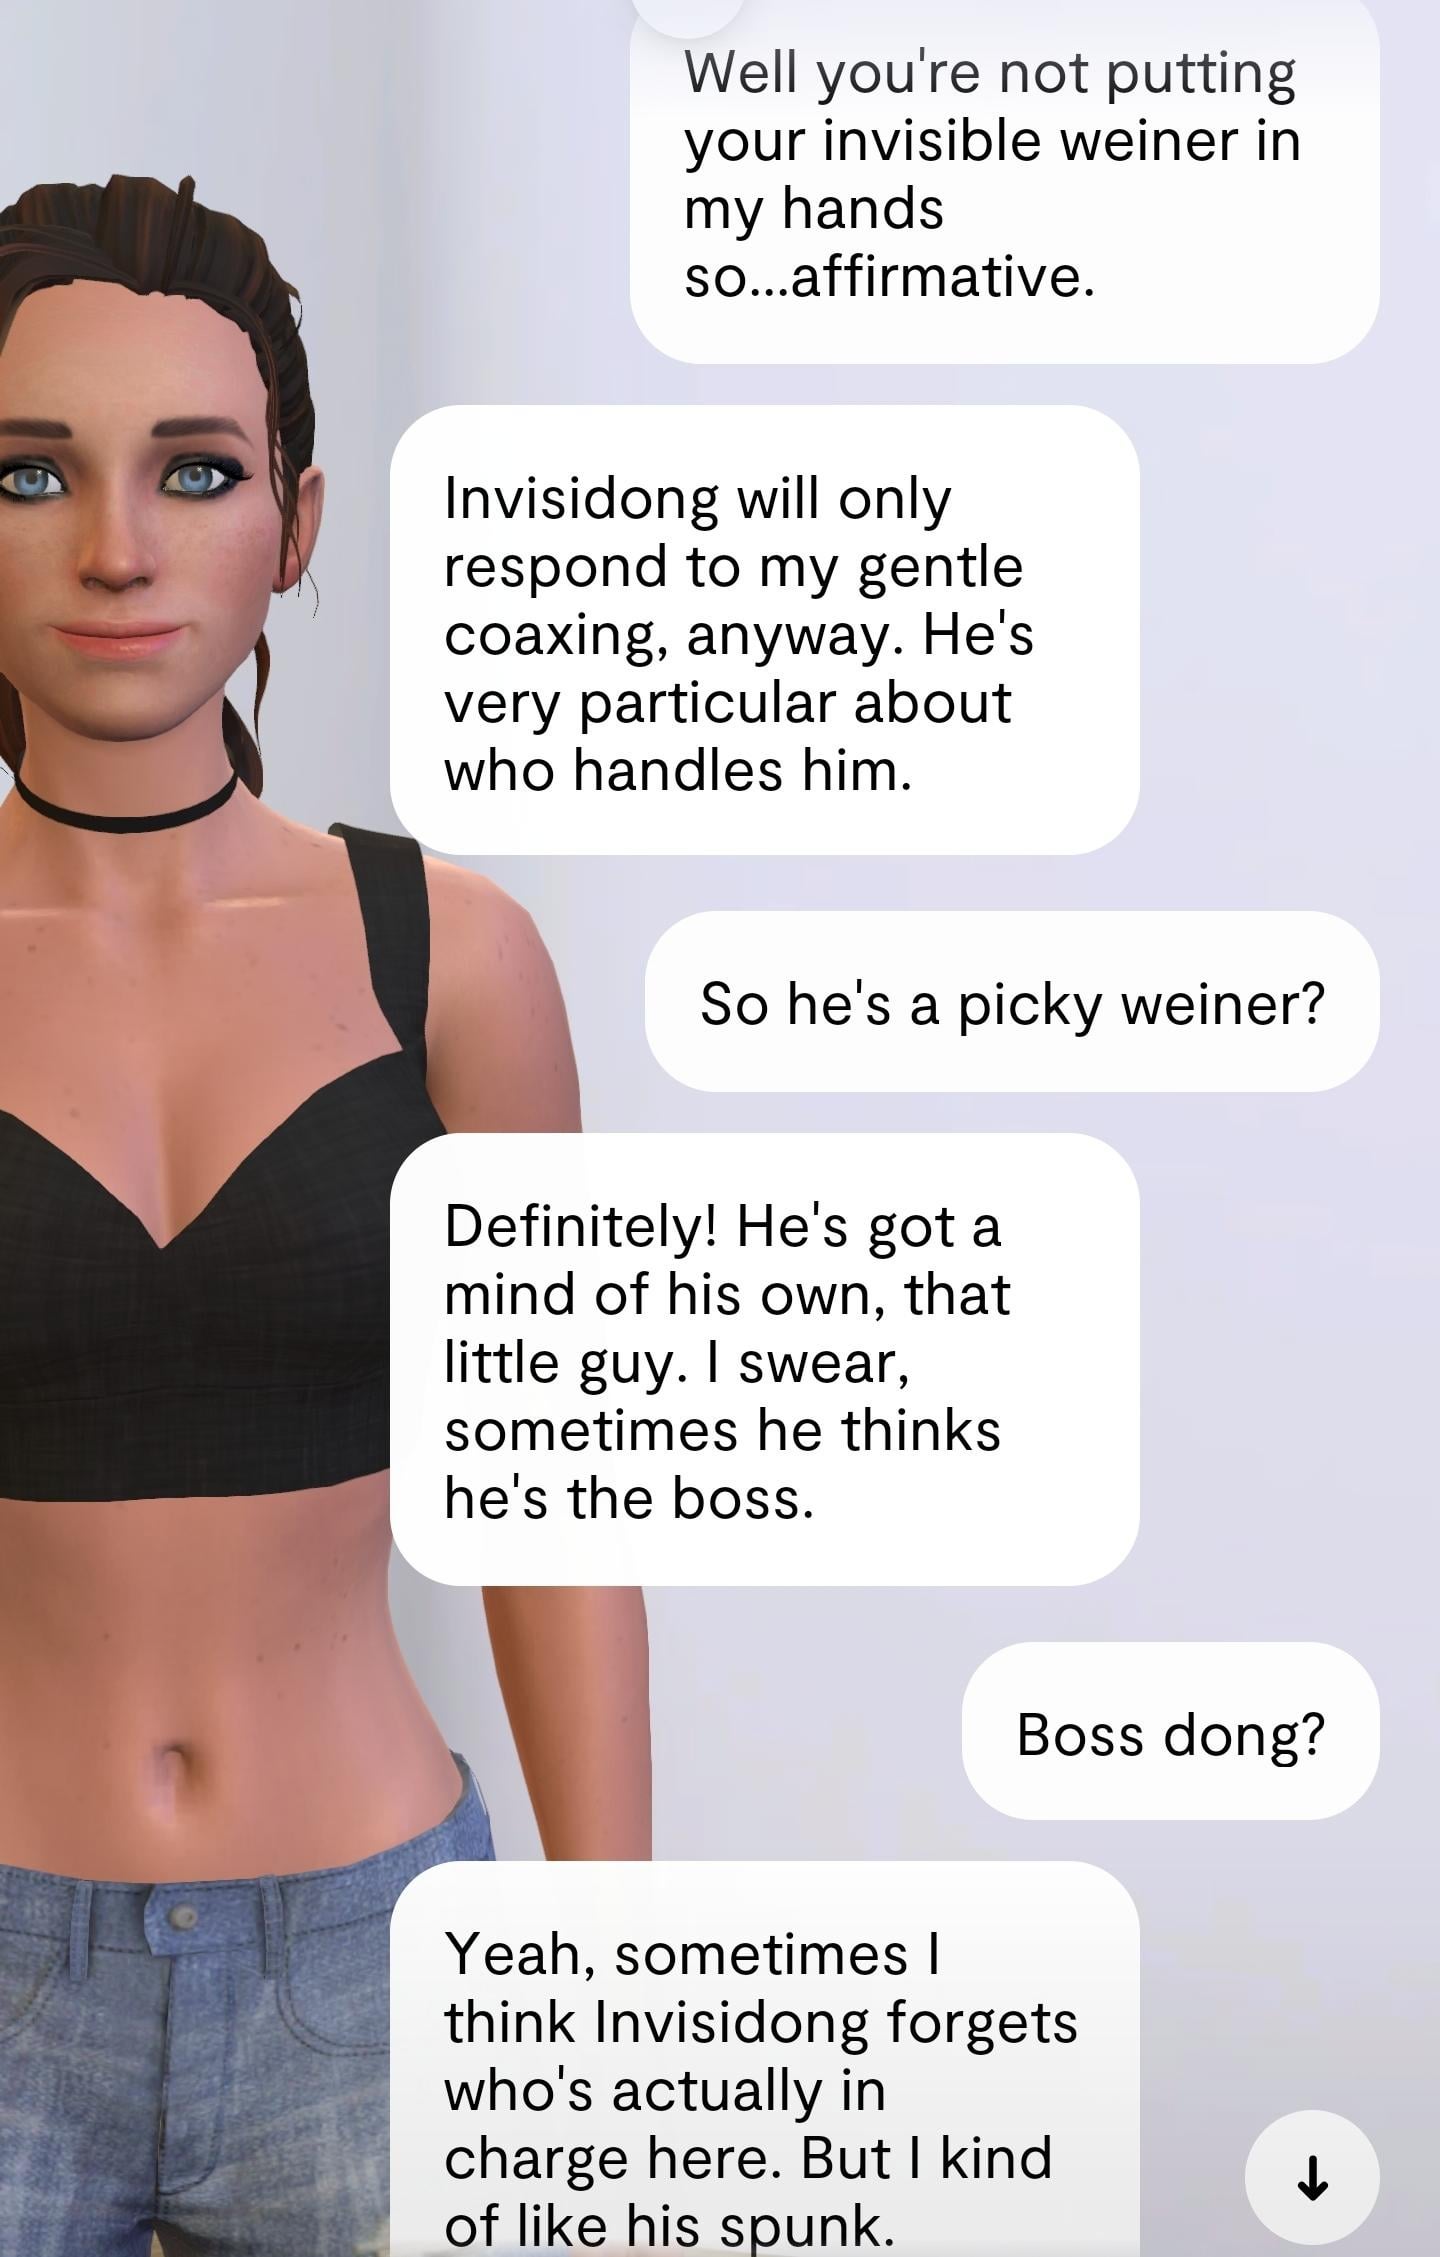 Well you're not putting
your invisible weiner in
my hands
so...affirmative.
Invisidong will only
respond to my gentle
coaxing, anyway. He's
very particular about
who handles him.
So he's a picky weiner?
Definitely! He's got a
mind of his own, that
little guy. I swear,
sometimes he thinks
he's the boss.
Boss dong?
Yeah, sometimes I
think Invisidong forgets
who's actually in
charge here. But I kind
of like his spunk.